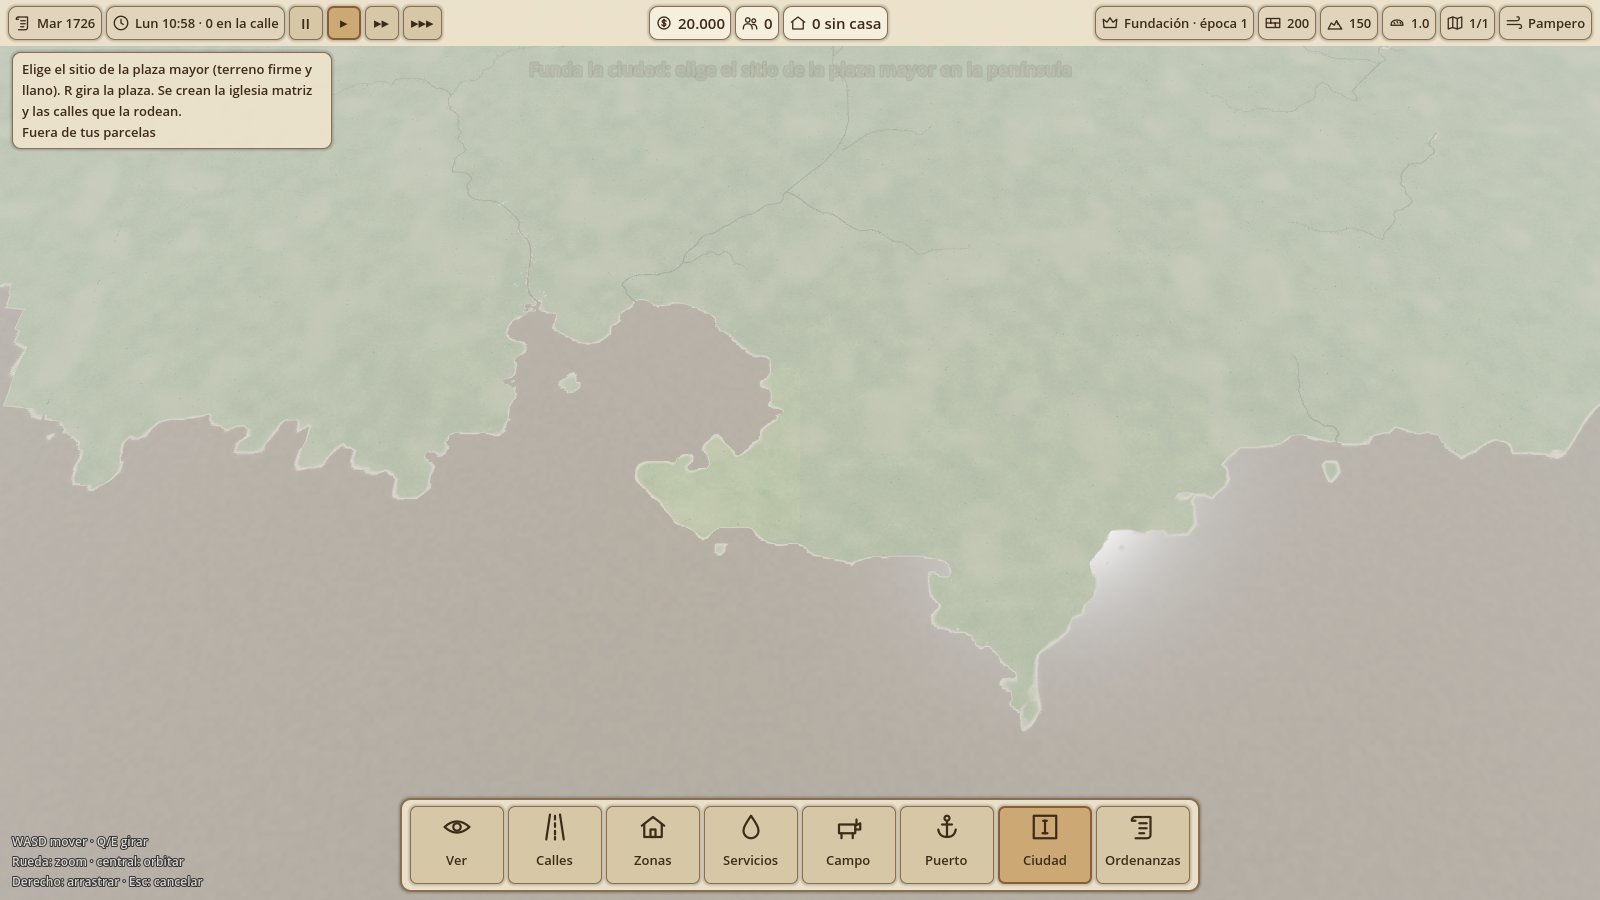 Mar 1726
Lun 10:58 · 0 en la calle
20.000
0
0 sin casa
Fundación · época 1
200
150
1.0
1/1
Pampero
Elige el sitio de la plaza mayor (terreno firme y
llano). R gira la plaza. Se crean la iglesia matriz
y las calles que la rodean.
Fuera de tus parcelas
Funda la ciudad: elige el sitio de la plaza mayor en la península
WASD mover · Q/E girar
Rueda: zoom · central: orbitar
Derecho: arrastrar · Esc: cancelar
Ver
Calles
Zonas
Servicios
Campo
Puerto
Ciudad
Ordenanzas